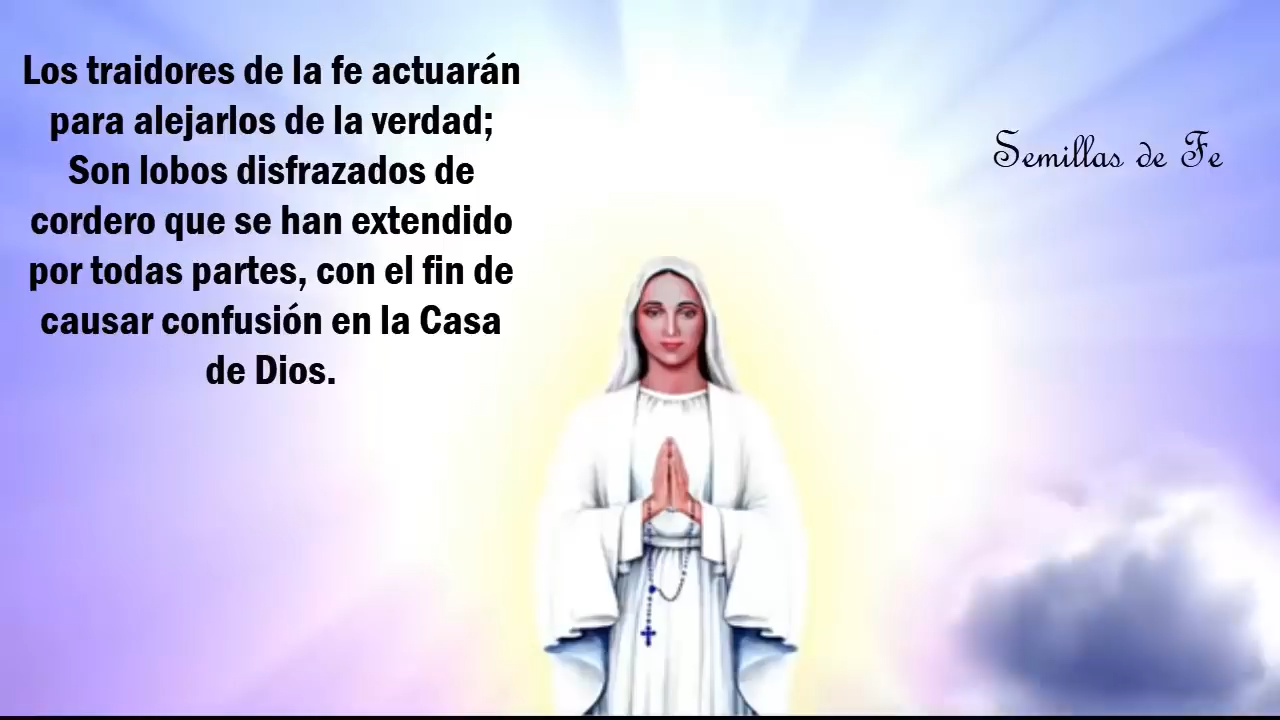 Los traidores de la fe actuarán
para alejarlos de la verdad;
Son lobos disfrazados de
cordero que se han extendido
por todas partes, con el fin de
causar confusión en la Casa
de Dios.
Semillas de Fe